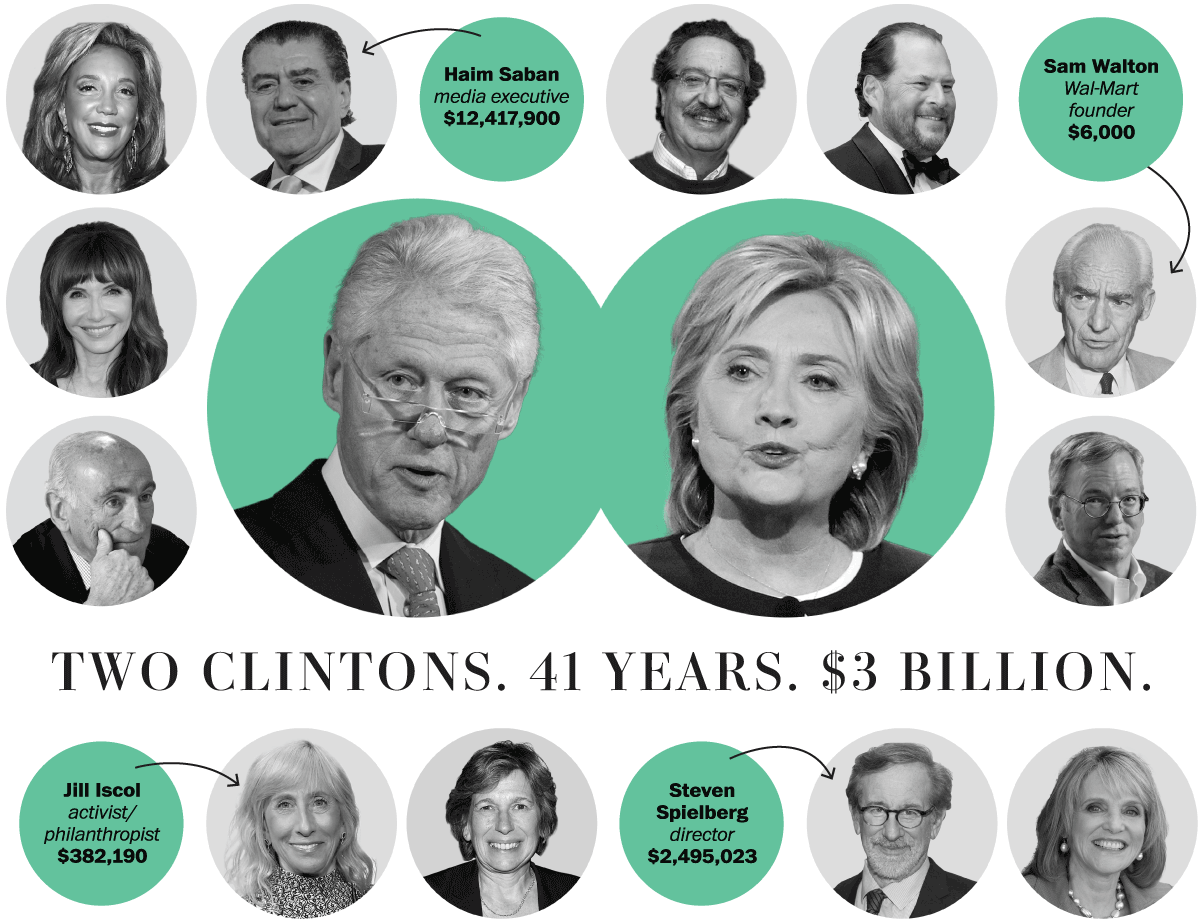 Haim Saban
media executive
$12,417,900
Sam Walton
Wal-Mart
founder
$6,000
TWO CLINTONS. 41 YEARS. $3 BILLION.
Jill Iscol
activist/
philanthropist
$382,190
Steven
Spielberg
director
$2,495,023